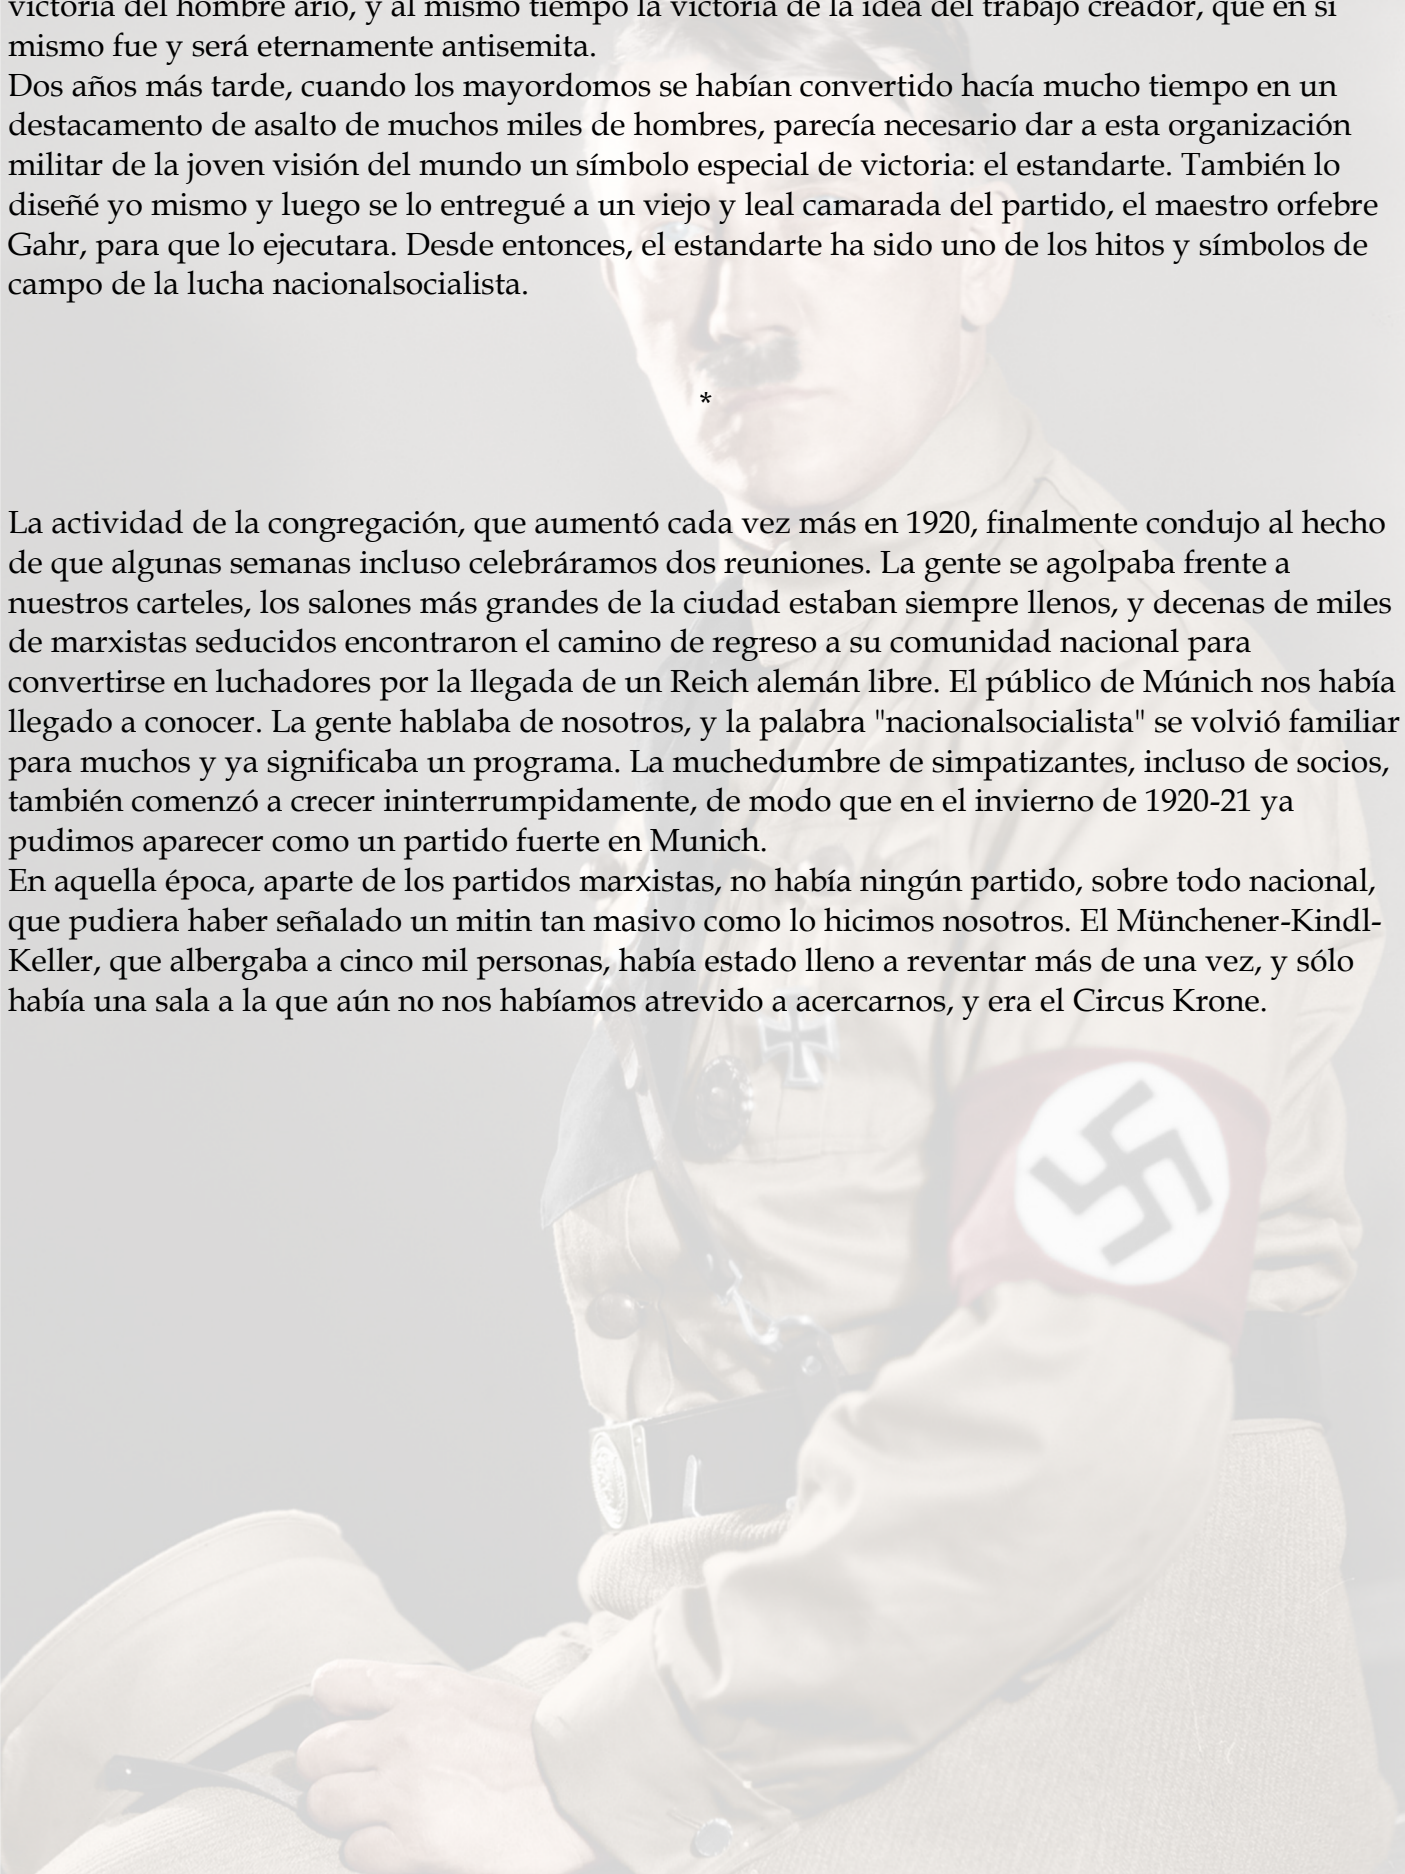 victoria del hombre ario, y al mismo tiempo la victoria de la idea del trabajo creador, que en sí
mismo fue y será eternamente antisemita.
Dos años más tarde, cuando los mayordomos se habían convertido hacía mucho tiempo en un
destacamento de asalto de muchos miles de hombres, parecía necesario dar a esta organización
militar de la joven visión del mundo un símbolo especial de victoria: el estandarte. También lo
diseñé yo mismo y luego se lo entregué a un viejo y leal camarada del partido, el maestro orfebre
Gahr, para que lo ejecutara. Desde entonces, el estandarte ha sido uno de los hitos y símbolos de
campo de la lucha nacionalsocialista.
*
La actividad de la congregación, que aumentó cada vez más en 1920, finalmente condujo al hecho
de que algunas semanas incluso celebráramos dos reuniones. La gente se agolpaba frente a
nuestros carteles, los salones más grandes de la ciudad estaban siempre llenos, y decenas de miles
de marxistas seducidos encontraron el camino de regreso a su comunidad nacional para
convertirse en luchadores por la llegada de un Reich alemán libre. El público de Múnich nos había
llegado a conocer. La gente hablaba de nosotros, y la palabra "nacionalsocialista" se volvió familiar
para muchos y ya significaba un programa. La muchedumbre de simpatizantes, incluso de socios,
también comenzó a crecer ininterrumpidamente, de modo que en el invierno de 1920-21 ya
pudimos aparecer como un partido fuerte en Munich.
En aquella época, aparte de los partidos marxistas, no había ningún partido, sobre todo nacional,
que pudiera haber señalado un mitin tan masivo como lo hicimos nosotros. El Münchener-Kindl-
Keller, que albergaba a cinco mil personas, había estado lleno a reventar más de una vez, y sólo
había una sala a la que aún no nos habíamos atrevido a acercarnos, y era el Circus Krone.